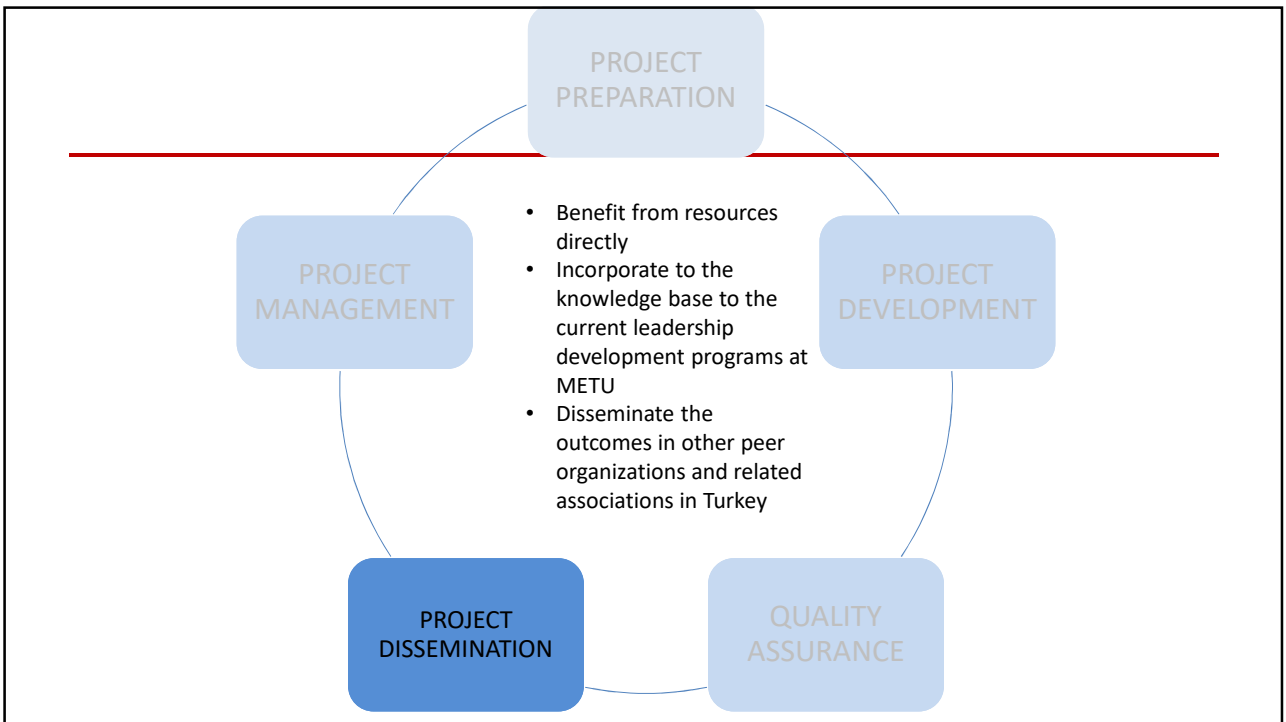 PROJECT
PREPARATION
PROJECT
MANAGEMENT
• Benefit from resources
directly
• Incorporate to the
knowledge base to the
current leadership
development programs at
METU
• Disseminate the
outcomes in other peer
organizations and related
associations in Turkey
PROJECT
DEVELOPMENT
PROJECT
DISSEMINATION
QUALITY
ASSURANCE